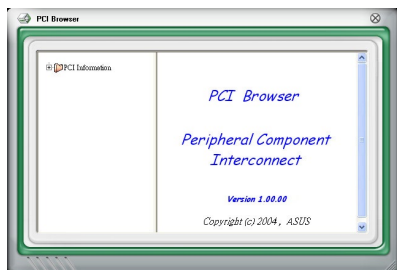 PCI Browser
PCI Information
PCI Browser
Peripheral Component
Interconnect
Version 1.00.00
Copyright (c) 2004, ASUS